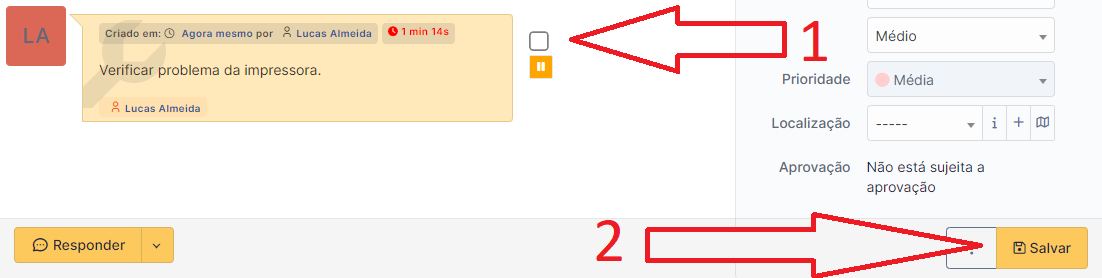 LA
Criado em: Agora mesmo por Lucas Almeida 1 min 14s
Verificar problema da impressora.
Lucas Almeida
1
Médio
Prioridade Média
Localização -----
Aprovação Não está sujeita a
aprovação
Responder
2
Salvar